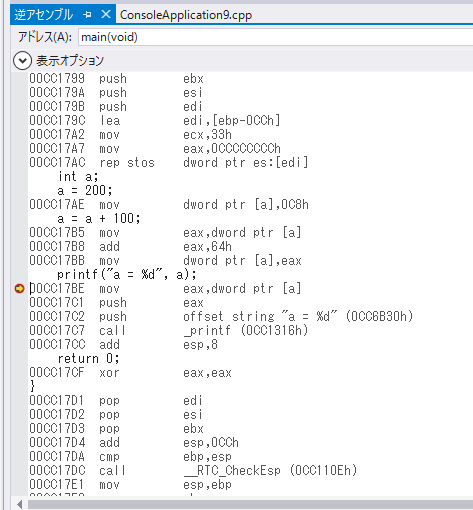 逆アセンブル ConsoleApplication9.cpp
アドレス(A): main(void)
表示オプション
00CC1799 push ebx
00CC179A push esi
00CC179B push edi
00CC179C lea edi,[ebp-0CCh]
00CC17A2 mov ecx,33h
00CC17A7 mov eax,0CCCCCCCCh
00CC17AC rep stos dword ptr es:[edi]
int a;
a = 200;
00CC17AE mov dword ptr [a],0C8h
a = a + 100;
00CC17B5 mov eax,dword ptr [a]
00CC17B8 add eax,64h
00CC17BB mov dword ptr [a],eax
printf("a = %d", a);
00CC17BE mov eax,dword ptr [a]
00CC17C1 push eax
00CC17C2 push offset string "a = %d" (0CC6B30h)
00CC17C7 call _printf (0CC1316h)
00CC17CC add esp,8
return 0;
00CC17CF xor eax,eax
}
00CC17D1 pop edi
00CC17D2 pop esi
00CC17D3 pop ebx
00CC17D4 add esp,0CCh
00CC17DA cmp ebp,esp
00CC17DC call __RTC_CheckEsp (0CC110Eh)
00CC17E1 mov esp,ebp